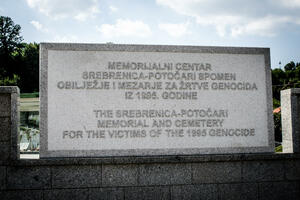 MEMORIJALNI CENTAR
SREBRENICA-POTOČARI SPOMEN
OBILJEŽJE I MEZARJE ZA ŽRTVE GENOCIDA
IZ 1995. GODINE
THE SREBRENICA-POTOČARI
MEMORIAL AND CEMETERY
FOR THE VICTIMS OF THE 1995 GENOCIDE